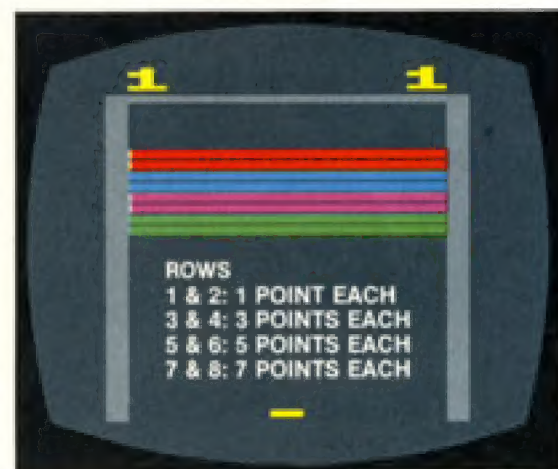 1 1
ROWS
1 & 2: 1 POINT EACH
3 & 4: 3 POINTS EACH
5 & 6: 5 POINTS EACH
7 & 8: 7 POINTS EACH